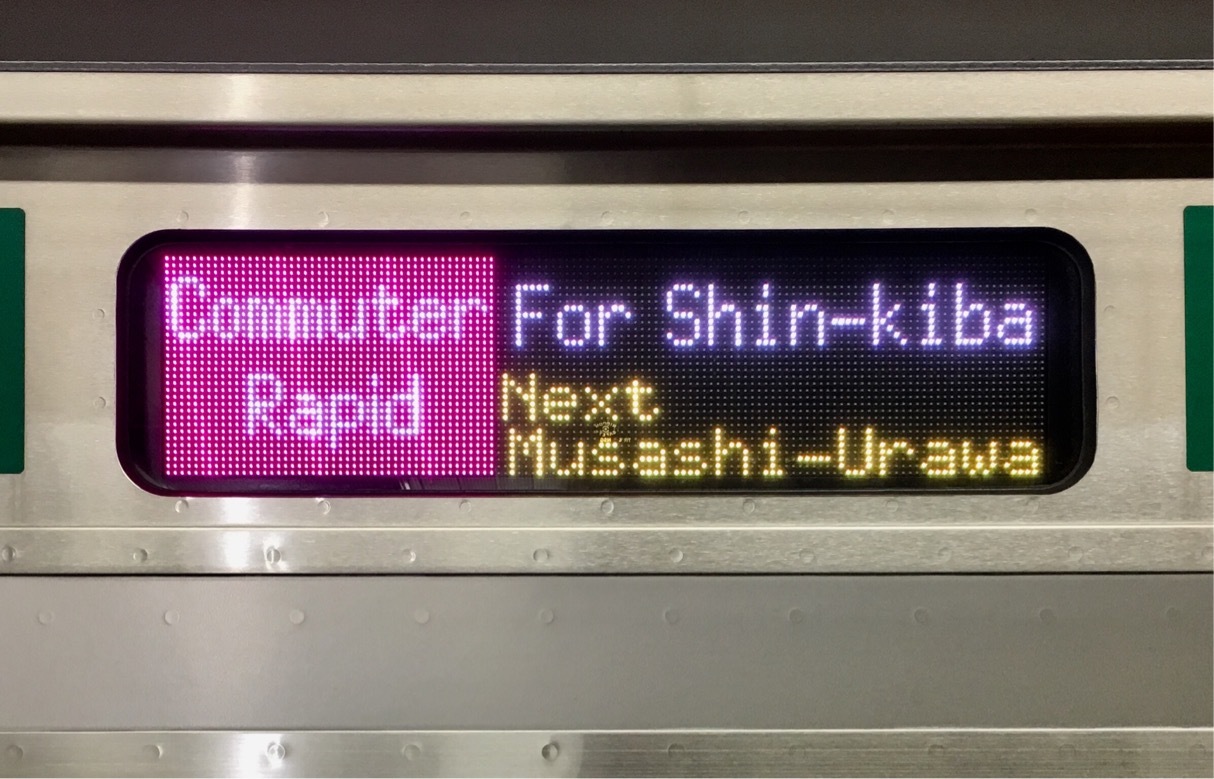 Commuter
Rapid
For Shin-kiba
Next
Musashi-Urawa